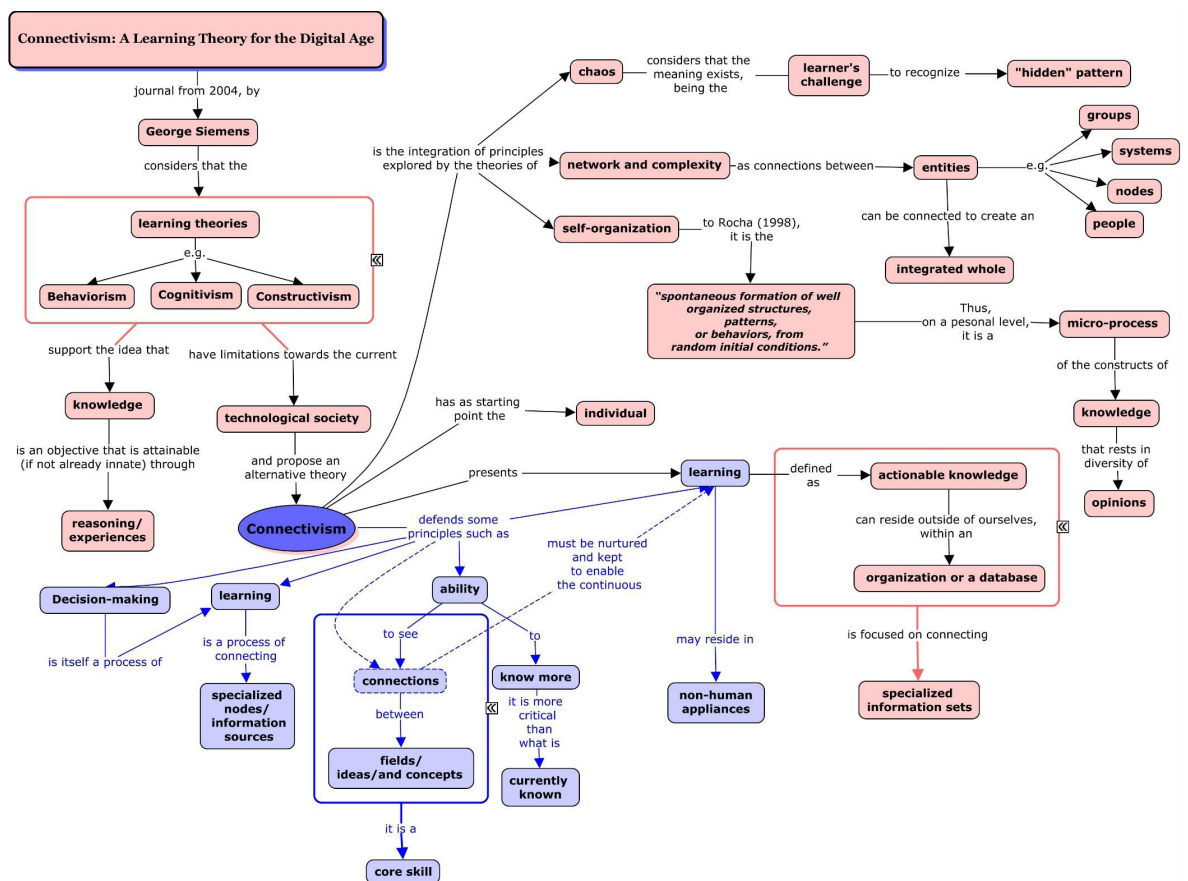 Connectivism: A Learning Theory for the Digital Age
journal from 2004, by
George Siemens
considers that the
learning theories
e.g.
Behaviorism
Cognitivism
Constructivism
support the idea that
have limitations towards the current
knowledge
technological society
is an objective that is attainable
(if not already innate) through
and propose an
alternative theory
reasoning/
experiences
Connectivism
is the integration of principles
explored by the theories of
chaos
considers that the
meaning exists,
being the
learner's
challenge
to recognize
"hidden" pattern
network and complexity
as connections between
entities
e.g.
groups
systems
nodes
people
can be connected to create an
integrated whole
self-organization
to Rocha (1998),
it is the
“spontaneous formation of well
organized structures,
patterns,
or behaviors, from
random initial conditions.”
Thus,
on a pesonal level,
it is a
micro-process
of the constructs of
knowledge
that rests in
diversity of
opinions
has as starting
point the
individual
presents
learning
defined
as
actionable knowledge
can reside outside of ourselves,
within an
organization or a database
is focused on connecting
specialized
information sets
may reside in
non-human
appliances
defends some
principles such as
must be nurtured
and kept
to enable
the continuous
Decision-making
is itself a process of
learning
is a process of
connecting
specialized
nodes/
information
sources
ability
to see
connections
between
fields/
ideas/and concepts
it is a
core skill
to
know more
it is more
critical
than
what is
currently
known